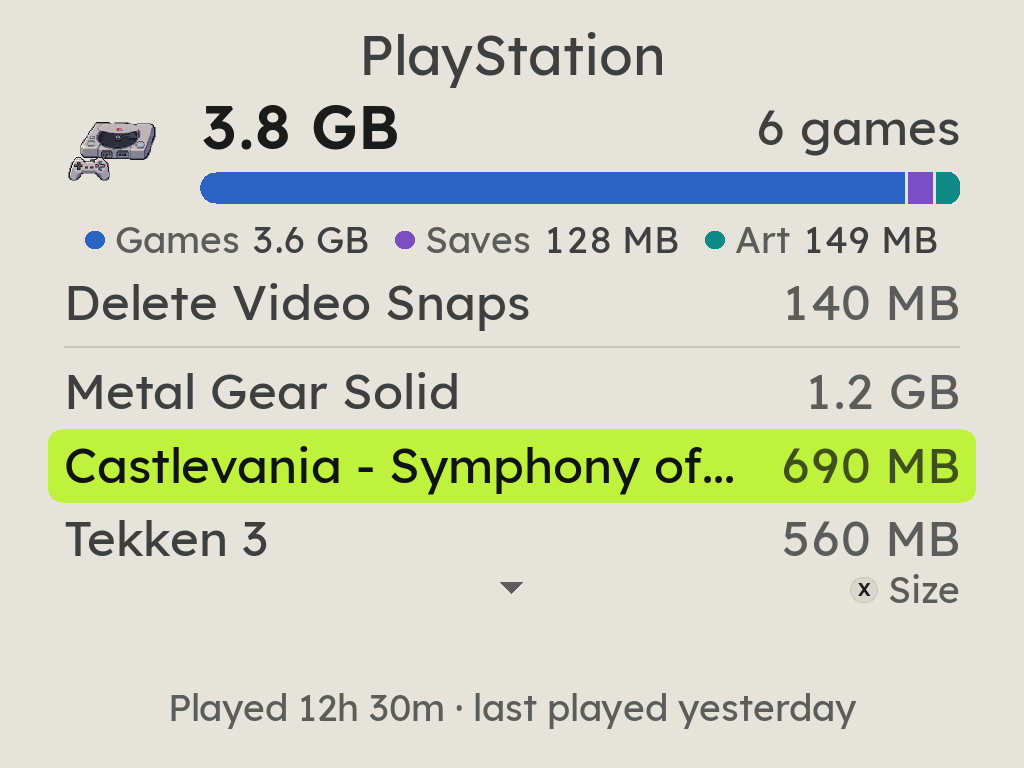 PlayStation
3.8 GB 6 games
Games 3.6 GB Saves 128 MB Art 149 MB
Delete Video Snaps 140 MB
Metal Gear Solid 1.2 GB
Castlevania - Symphony of... 690 MB
Tekken 3 560 MB
X Size
Played 12h 30m · last played yesterday